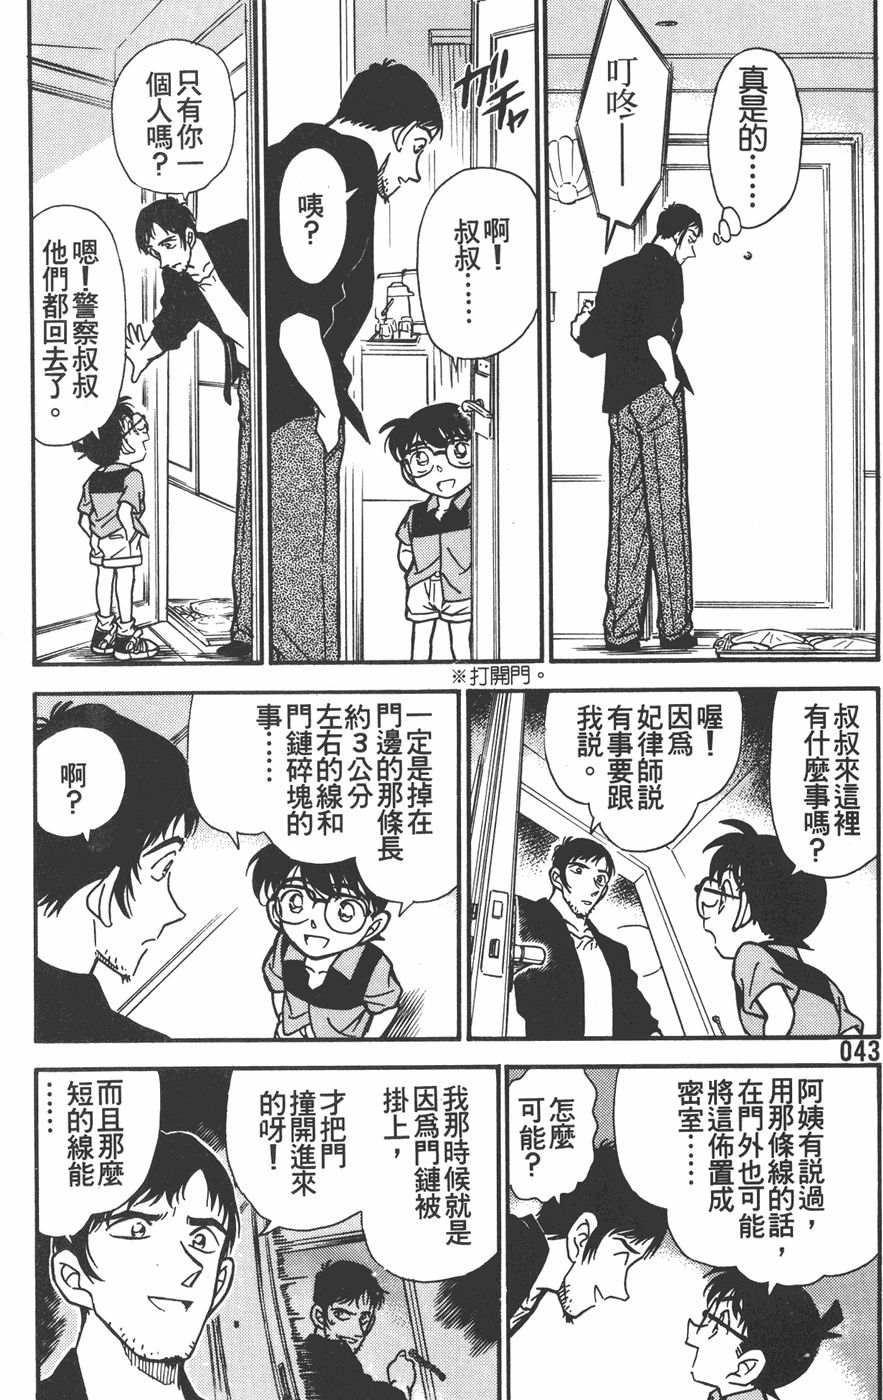 真是的……
叮咚—
啊！
叔叔……
ガチャ
咦？
只有你一
個人嗎？
嗯！警察叔叔
他們都回去了。
※打開門。
叔叔來這裡
有什麼事嗎？
喔！
因為
妃律師說
有事要跟
我說。
一定是掉在
門邊的那條長
約3公分
左右的線和
門鏈碎塊的
事……
啊？
043
阿姨有說過，
用那條線的話，
在門外也可能
將這佈置成
密室……
怎麼
可能？
我那時候就是
因為門鏈被
掛上，
才把門
撞開進來
的呀！
而且那麼
短的線能
……